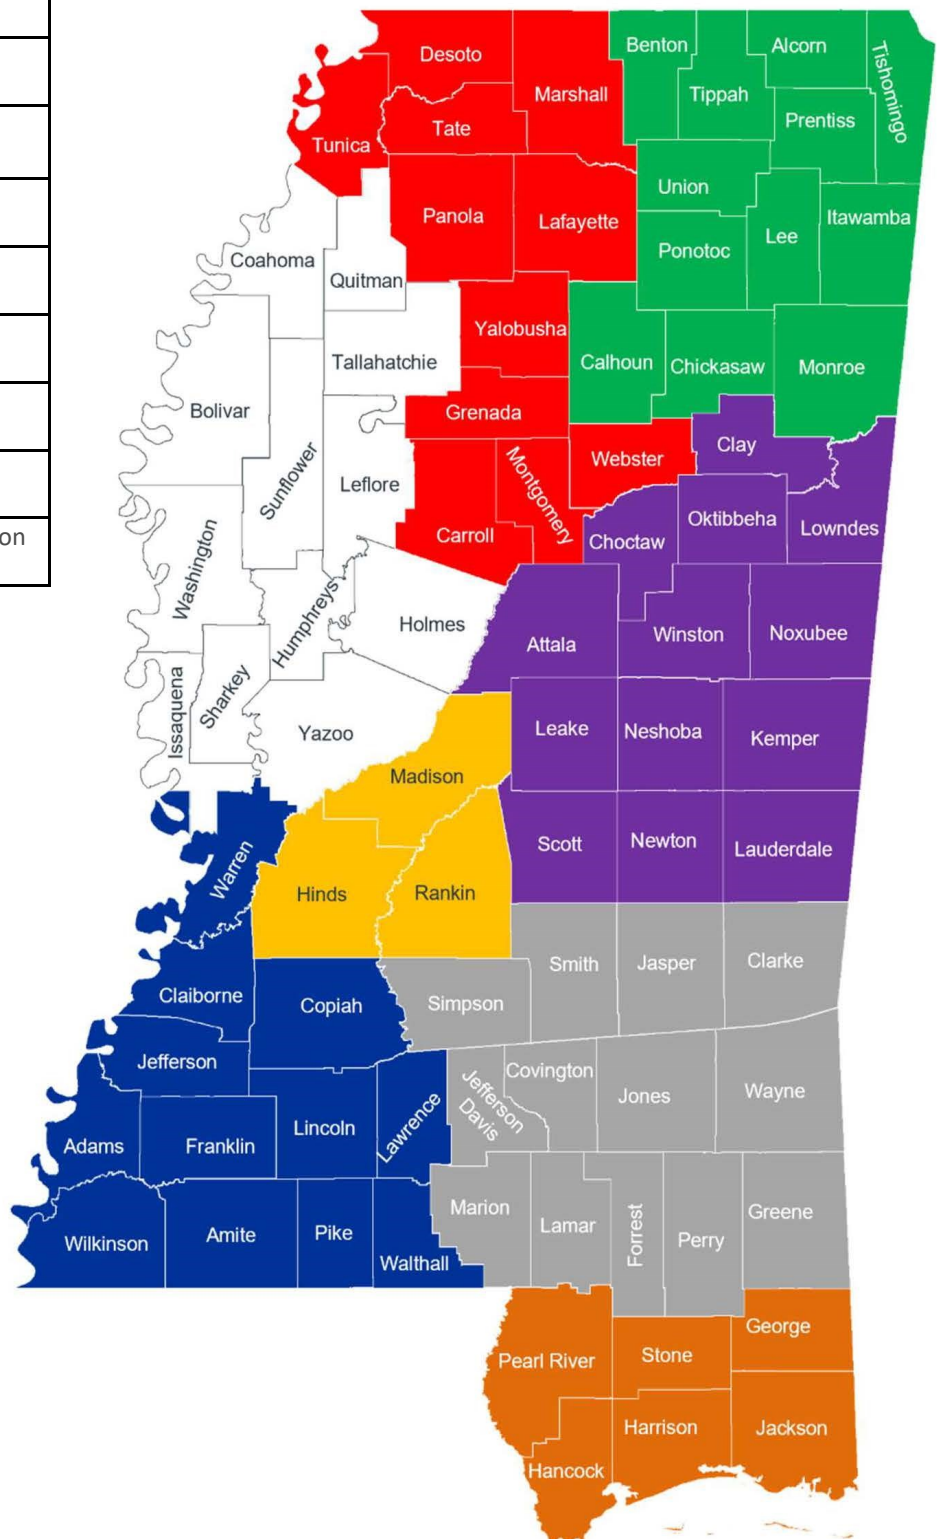 Desoto
Benton
Alcorn
Tishomingo
Marshall
Tippah
Prentiss
Tate
Tunica
Union
Panola
Lafayette
Itawamba
Lee
Ponotoc
Coahoma
Quitman
Yalobusha
Tallahatchie
Calhoun
Chickasaw
Monroe
Bolivar
Grenada
Clay
Webster
Sunflower
Leflore
Montgomery
Oktibbeha
Lowndes
Carroll
Choctaw
on
Washington
Humphreys
Holmes
Attala
Winston
Noxubee
Issaquena
Sharkey
Yazoo
Leake
Neshoba
Kemper
Madison
Scott
Newton
Lauderdale
Warren
Hinds
Rankin
Smith
Jasper
Clarke
Claiborne
Copiah
Simpson
Jefferson
Covington
Jefferson
Davis
Jones
Wayne
Adams
Franklin
Lincoln
Lawrence
Marion
Lamar
Forrest
Perry
Greene
Wilkinson
Amite
Pike
Walthall
George
Pearl River
Stone
Harrison
Jackson
Hancock